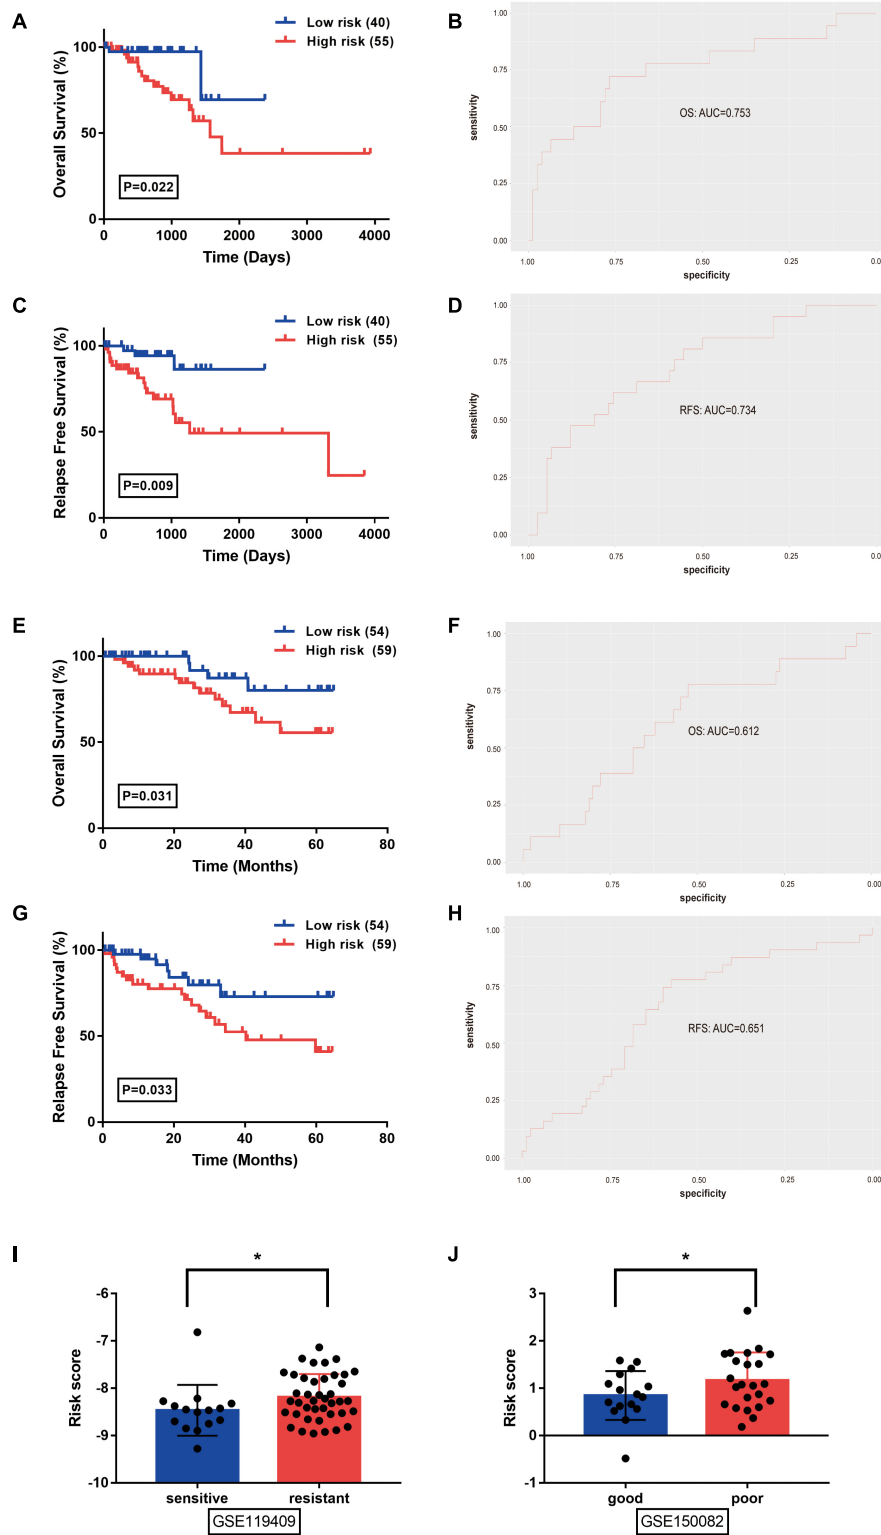 A
Low risk (40)
High risk (55)
Overall Survival (%)
100
50
0
0
1000
2000
3000
4000
P=0.022
Time (Days)
B
sensitivity
1.00
0.75
0.50
0.25
0.00
OS: AUC=0.753
1.00
0.75
0.50
0.25
0.0
specificity
C
Low risk (40)
High risk (55)
Relapse Free Survival (%)
100
50
0
0
1000
2000
3000
4000
P=0.009
Time (Days)
D
sensitivity
1.00
0.75
0.50
0.25
0.00
RFS: AUC=0.734
1.00
0.75
0.50
0.25
0.0
specificity
E
Low risk (54)
High risk (59)
Overall Survival (%)
100
50
0
0
20
40
60
80
P=0.031
Time (Months)
F
sensitivity
1.00
0.75
0.50
0.25
0.00
OS: AUC=0.612
1.00
0.75
0.50
0.25
0.00
specificity
G
Low risk (54)
High risk (59)
Relapse Free Survival (%)
100
50
0
0
20
40
60
80
P=0.033
Time (Months)
H
sensitivity
1.00
0.75
0.50
0.25
0.00
RFS: AUC=0.651
1.00
0.75
0.50
0.25
0.00
specificity
I
*
Risk score
-6
-7
-8
-9
-10
sensitive
resistant
GSE119409
J
*
Risk score
3
2
1
0
-1
good
poor
GSE150082